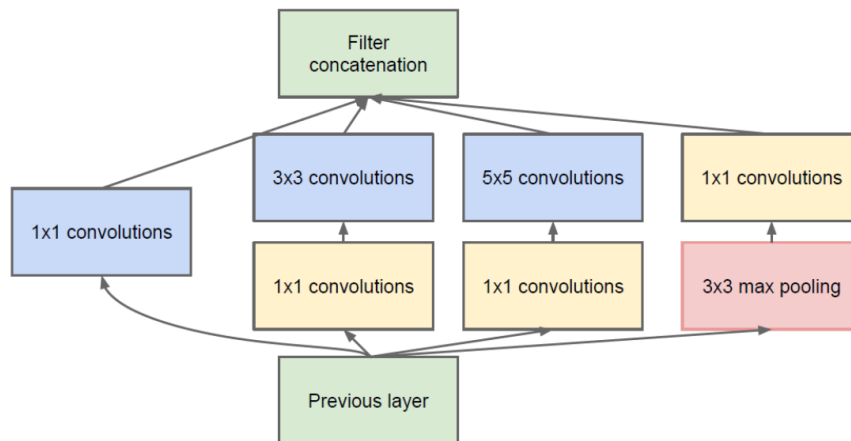 Filter
concatenation
3x3 convolutions
5x5 convolutions
1x1 convolutions
1x1 convolutions
1x1 convolutions
1x1 convolutions
3x3 max pooling
Previous layer